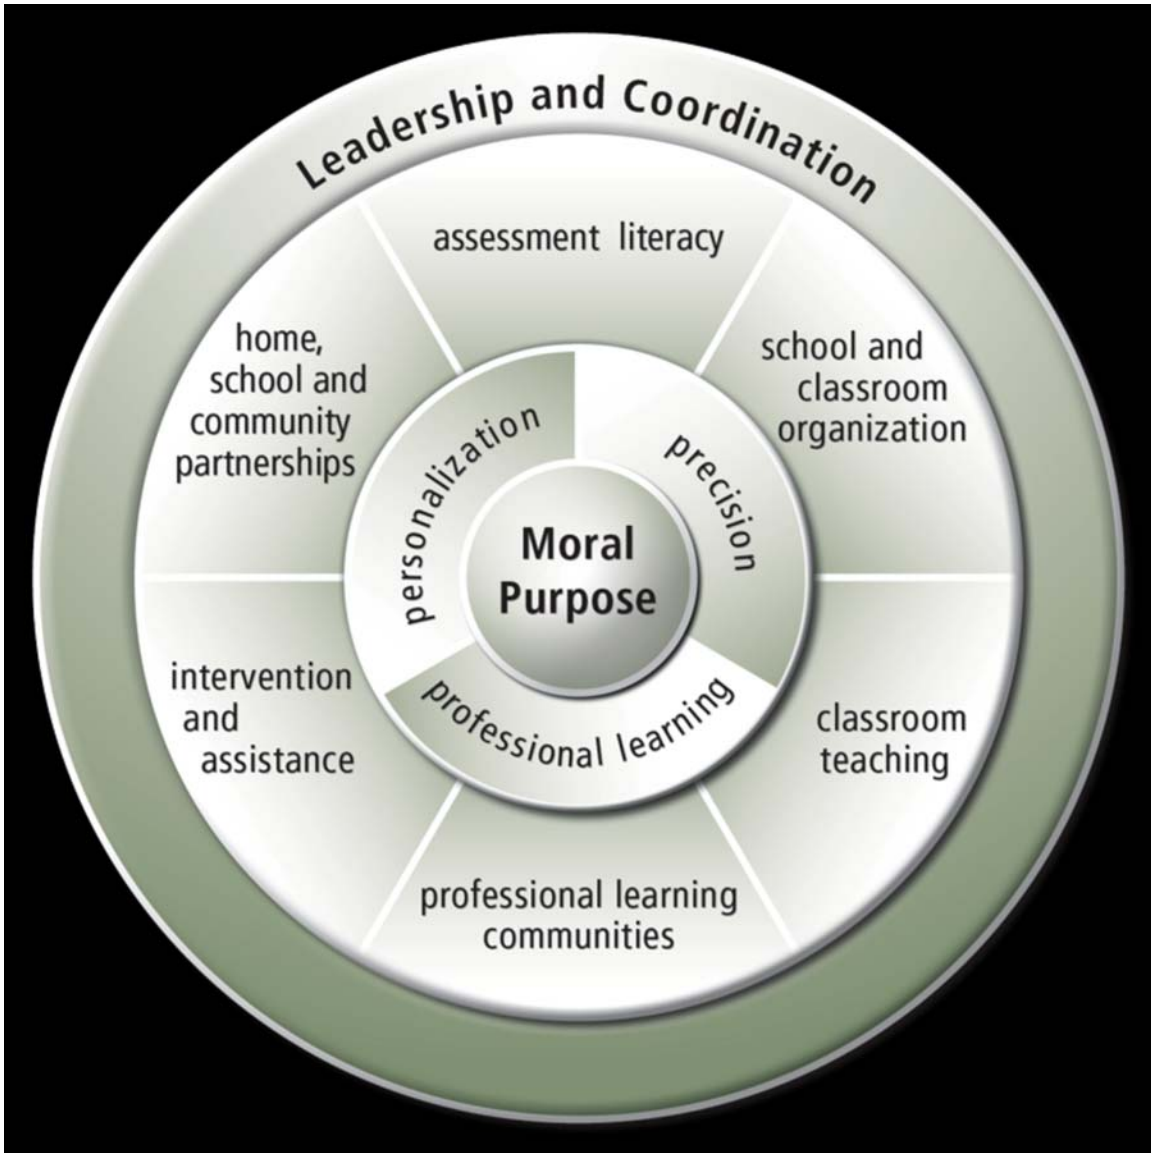 Leadership and Coordination
assessment literacy
home,
school and
community
partnerships
school and
classroom
organization
personalization
precision
Moral
Purpose
professional learning
intervention
and
assistance
classroom
teaching
professional learning
communities